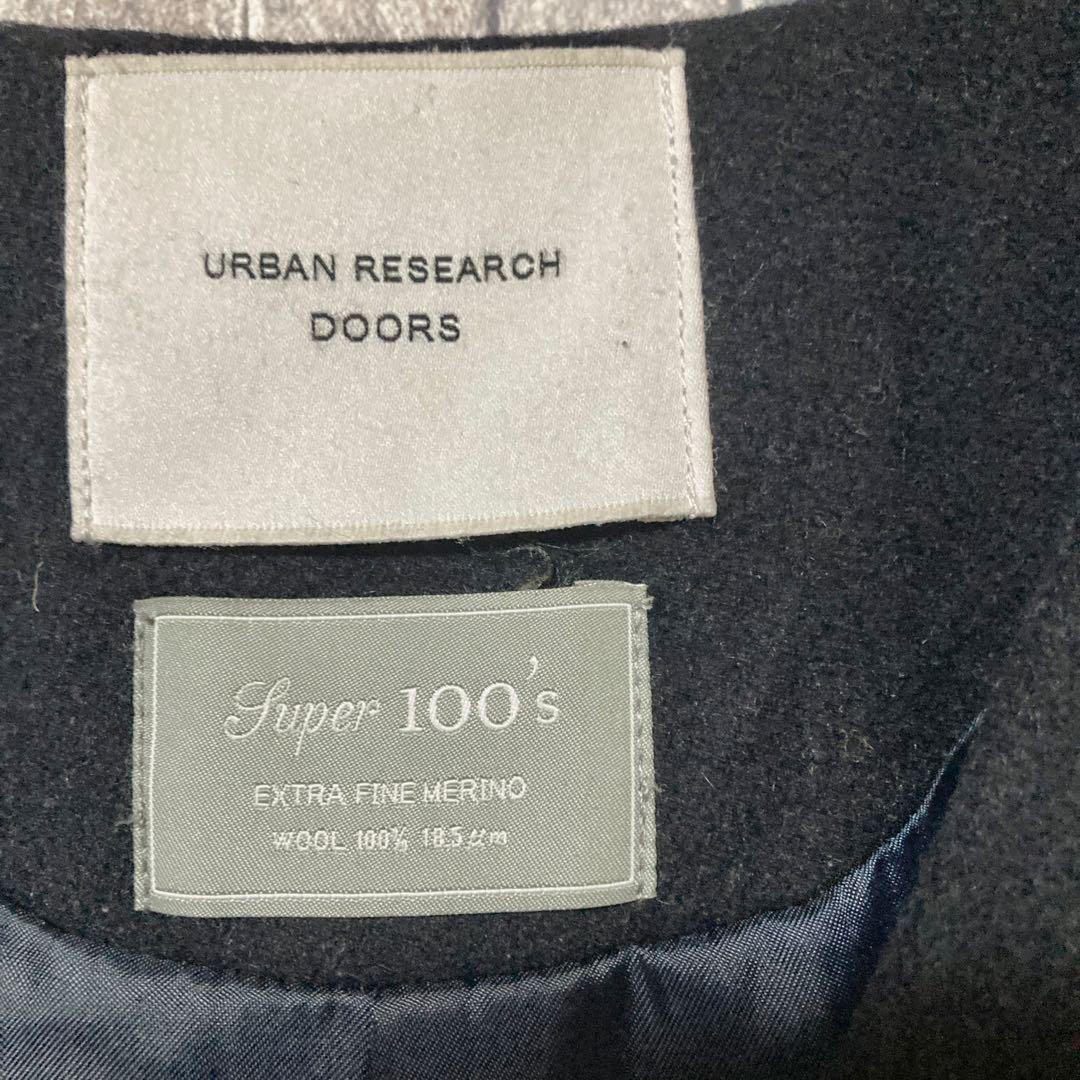 URBAN RESEARCH
DOORS
Super 100's
EXTRA FINE MERINO
WOOL 100% 18.5μm